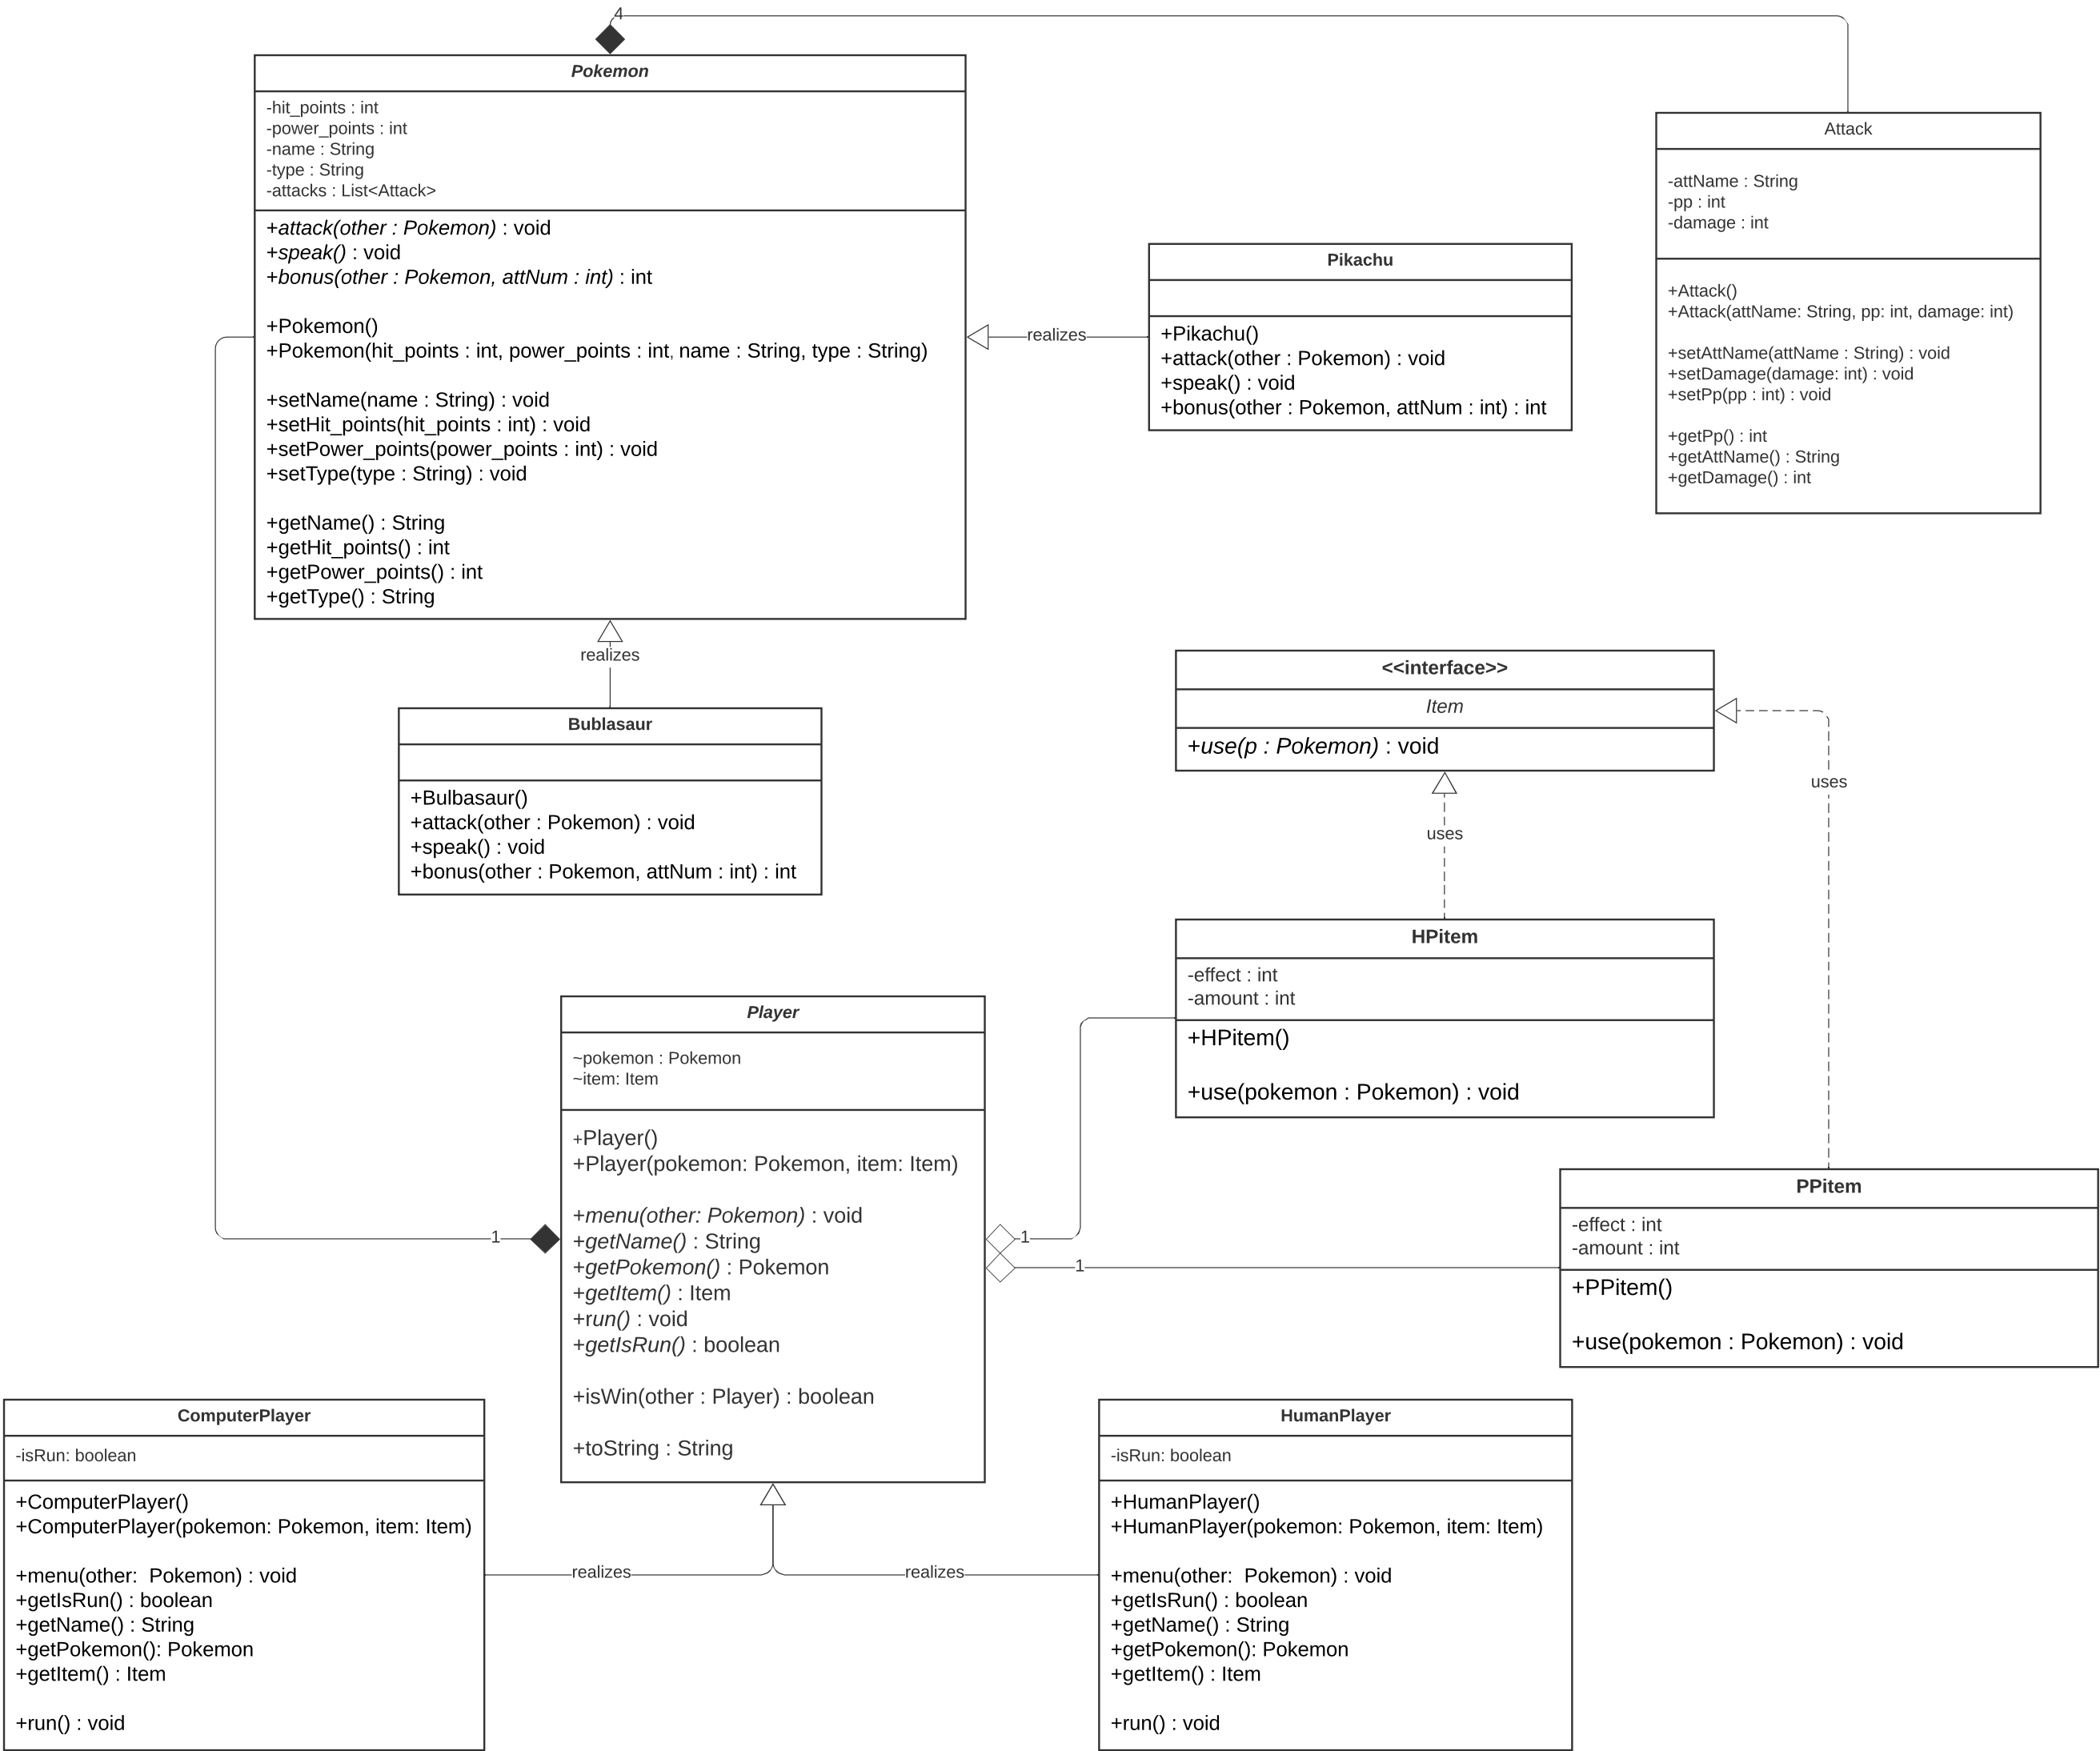 4
Pokemon
-hit_points : int
-power_points : int
-name : String
-type : String
-attacks : List<Attack>
+attack(other : Pokemon) : void
+speak() : void
+bonus(other : Pokemon, attNum : int) : int
+Pokemon()
+Pokemon(hit_points : int, power_points : int, name : String, type : String)
+setName(name : String) : void
+setHit_points(hit_points : int) : void
+setPower_points(power_points : int) : void
+setType(type : String) : void
+getName() : String
+getHit_points() : int
+getPower_points() : int
+getType() : String
realizes
Pikachu
+Pikachu()
+attack(other : Pokemon) : void
+speak() : void
+bonus(other : Pokemon, attNum : int) : int
Attack
-attName : String
-pp : int
-damage : int
+Attack()
+Attack(attName: String, pp: int, damage: int)
+setAttName(attName : String) : void
+setDamage(damage: int) : void
+setPp(pp : int) : void
+getPp() : int
+getAttName() : String
+getDamage() : int
realizes
Bublasaur
+Bulbasaur()
+attack(other : Pokemon) : void
+speak() : void
+bonus(other : Pokemon, attNum : int) : int
<<interface>>
Item
+use(p : Pokemon) : void
uses
uses
HPitem
-effect : int
-amount : int
+HPitem()
+use(pokemon : Pokemon) : void
Player
~pokemon : Pokemon
~item: Item
+Player()
+Player(pokemon: Pokemon, item: Item)
+menu(other: Pokemon) : void
+getName() : String
+getPokemon() : Pokemon
+getItem() : Item
+run() : void
+getIsRun() : boolean
+isWin(other : Player) : boolean
+toString : String
1
1
1
PPitem
-effect : int
-amount : int
+PPitem()
+use(pokemon : Pokemon) : void
ComputerPlayer
-isRun: boolean
+ComputerPlayer()
+ComputerPlayer(pokemon: Pokemon, item: Item)
+menu(other:  Pokemon) : void
+getIsRun() : boolean
+getName() : String
+getPokemon(): Pokemon
+getItem() : Item
+run() : void
realizes
realizes
HumanPlayer
-isRun: boolean
+HumanPlayer()
+HumanPlayer(pokemon: Pokemon, item: Item)
+menu(other:  Pokemon) : void
+getIsRun() : boolean
+getName() : String
+getPokemon(): Pokemon
+getItem() : Item
+run() : void